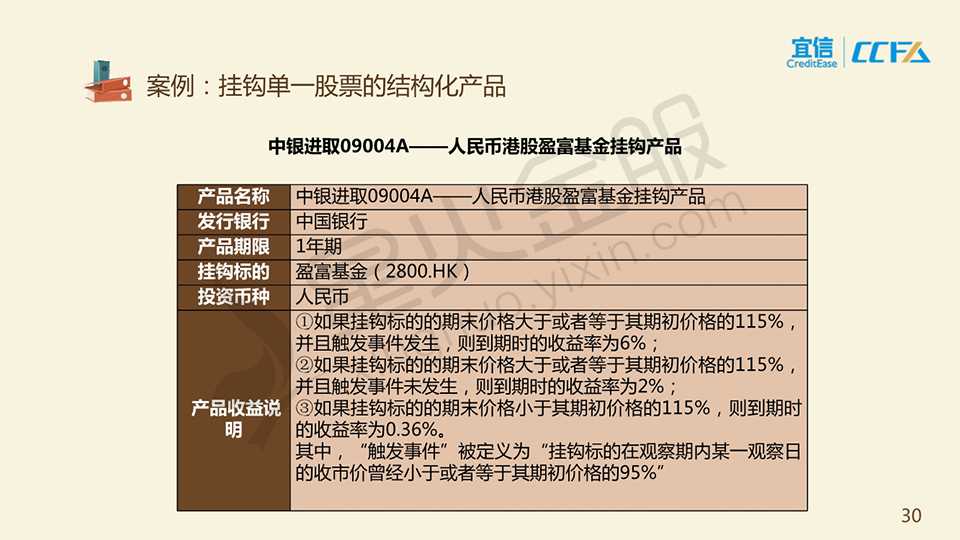 宜信
CreditEase
CCFA
案例：挂钩单一股票的结构化产品
中银进取09004A——人民币港股盈富基金挂钩产品
产品名称 中银进取09004A——人民币港股盈富基金挂钩产品
发行银行 中国银行
产品期限 1年期
挂钩标的 盈富基金（2800.HK）
投资币种 人民币
产品收益说明 ①如果挂钩标的的期末价格大于或者等于其期初价格的115%，
并且触发事件发生，则到期时的收益率为6%；
②如果挂钩标的的期末价格大于或者等于其期初价格的115%，
并且触发事件未发生，则到期时的收益率为2%；
③如果挂钩标的的期末价格小于其期初价格的115%，则到期时
的收益率为0.36%。
其中，“触发事件”被定义为“挂钩标的在观察期内某一观察日
的收市价曾经小于或者等于其期初价格的95%”
星火金服
.yixin.com
30